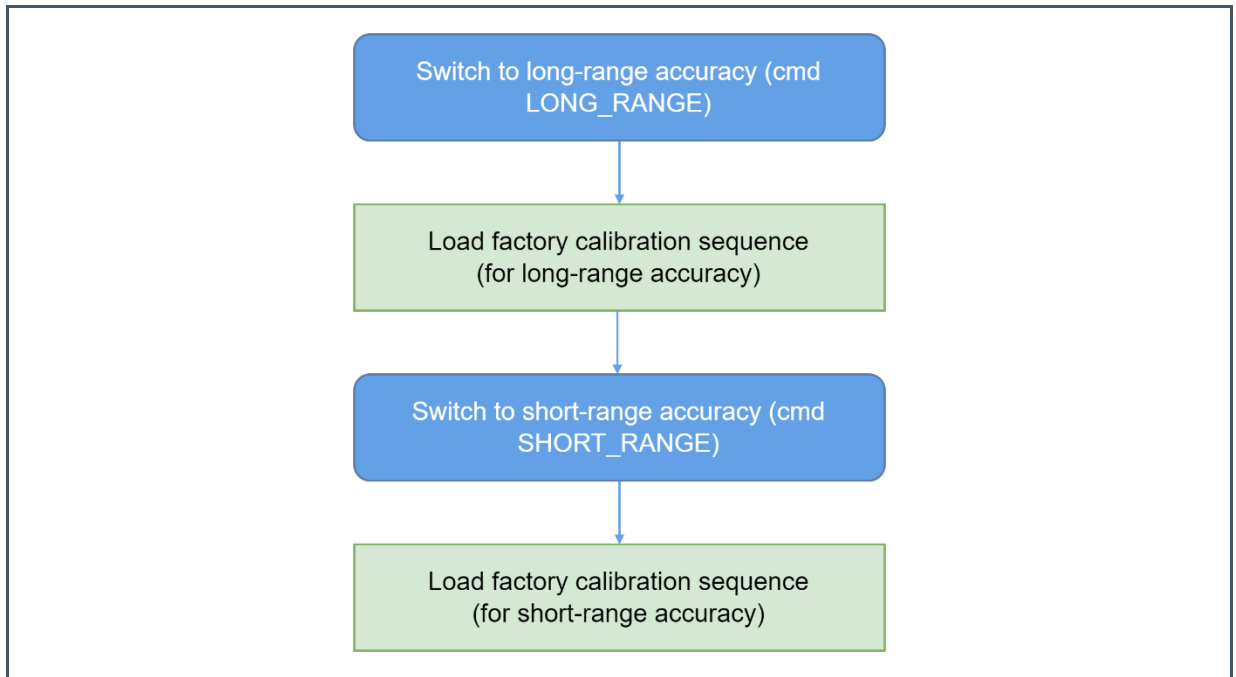 Switch to long-range accuracy (cmd
LONG_RANGE)
Load factory calibration sequence
(for long-range accuracy)
Switch to short-range accuracy (cmd
SHORT_RANGE)
Load factory calibration sequence
(for short-range accuracy)